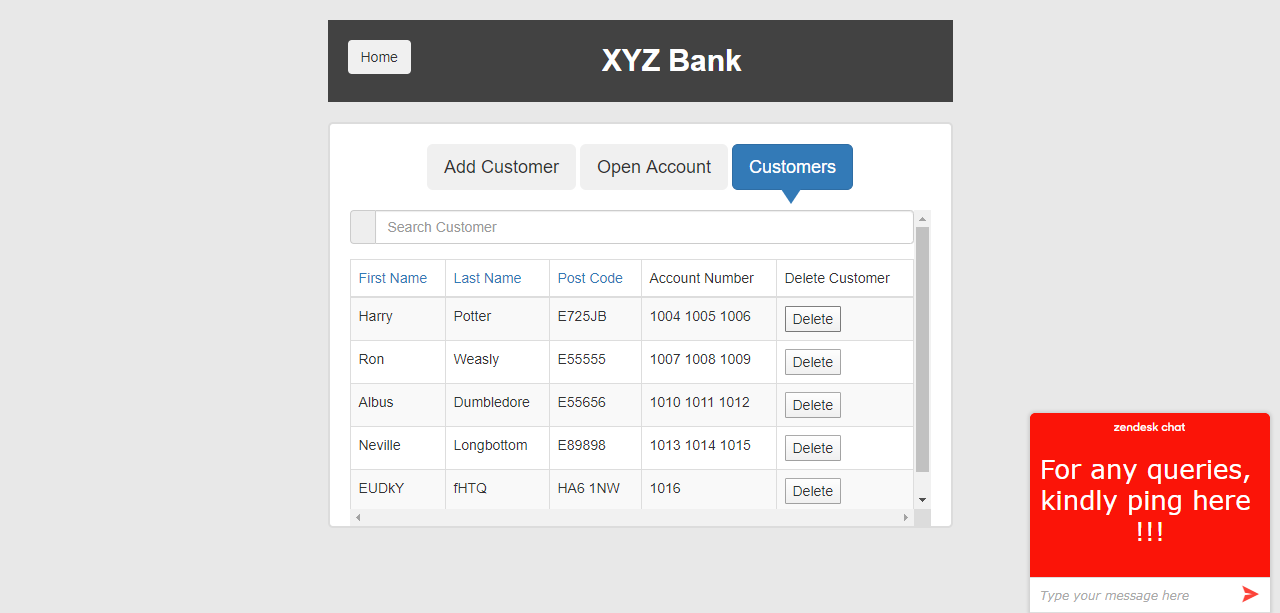 Home
XYZ Bank
Add Customer Open Account Customers
Search Customer
First Name Last Name Post Code Account Number Delete Customer
Harry Potter E725JB 1004 1005 1006 Delete
Ron Weasly E55555 1007 1008 1009 Delete
Albus Dumbledore E55656 1010 1011 1012 Delete
Neville Longbottom E89898 1013 1014 1015 Delete
EUDkY fHTQ HA6 1NW 1016 Delete
zendesk chat
For any queries,
kindly ping here
!!!
Type your message here